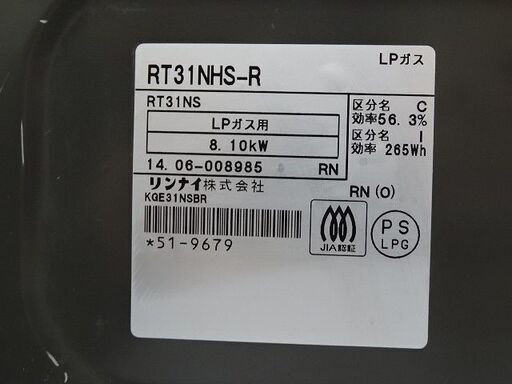 LPガス
RT31NHS-R
RT31NS
LPガス用
8.10kW
区分名 C
効率56.3%
区分名 I
効率 265Wh
14.06-008985 RN
リンナイ株式会社
KGE31NSBR
RN (O)
*51-9679
JIA認証
PS
LPG